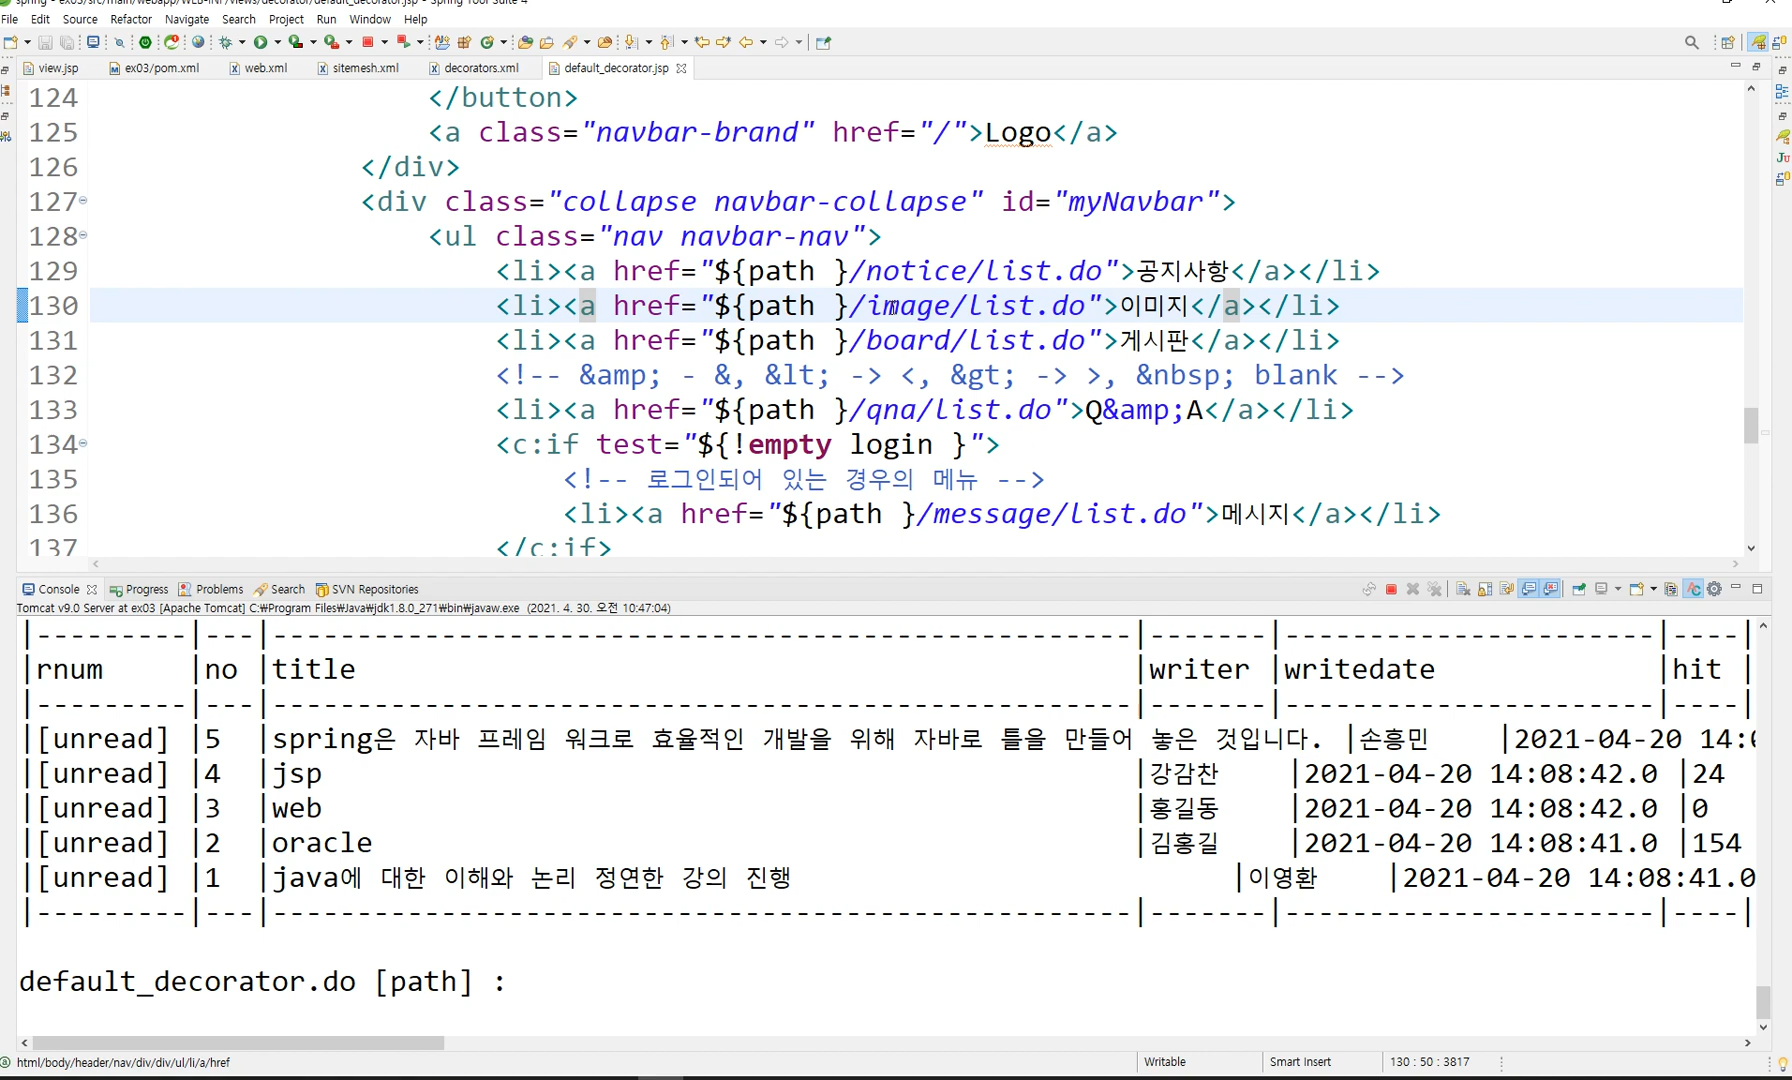 spring - ex03/src/main/webapp/WEB-INF/views/decorator/default_decorator.jsp - Spring Tool Suite 4
File Edit Source Refactor Navigate Search Project Run Window Help
view.jsp ex03/pom.xml web.xml sitemesh.xml decorators.xml default_decorator.jsp
124 </button>
125 <a class="navbar-brand" href="/">Logo</a>
126 </div>
127 <div class="collapse navbar-collapse" id="myNavbar">
128 <ul class="nav navbar-nav">
129 <li><a href="${path }/notice/list.do">공지사항</a></li>
130 <li><a href="${path }/image/list.do">이미지</a></li>
131 <li><a href="${path }/board/list.do">게시판</a></li>
132 <!-- &amp; - &, &lt; -> <, &gt; -> >, &nbsp; blank -->
133 <li><a href="${path }/qna/list.do">Q&amp;A</a></li>
134 <c:if test="${!empty login }">
135 <!-- 로그인되어 있는 경우의 메뉴 -->
136 <li><a href="${path }/message/list.do">메시지</a></li>
137 </c:if>
Console Progress Problems Search SVN Repositories
Tomcat v9.0 Server at ex03 [Apache Tomcat] C:₩Program Files₩Java₩jdk1.8.0_271₩bin₩javaw.exe (2021. 4. 30. 오전 10:47:04)
|---------|---|---------------------------------------------------|-------|----------------------|----|
|rnum |no |title |writer |writedate |hit |
|---------|---|---------------------------------------------------|-------|----------------------|----|
|[unread] |5 |spring은 자바 프레임 워크로 효율적인 개발을 위해 자바로 틀을 만들어 놓은 것입니다. |손흥민 |2021-04-20 14:0
|[unread] |4 |jsp |강감찬 |2021-04-20 14:08:42.0 |24
|[unread] |3 |web |홍길동 |2021-04-20 14:08:42.0 |0
|[unread] |2 |oracle |김홍길 |2021-04-20 14:08:41.0 |154
|[unread] |1 |java에 대한 이해와 논리 정연한 강의 진행 |이영환 |2021-04-20 14:08:41.0
|---------|---|---------------------------------------------------|-------|----------------------|----|
default_decorator.do [path] :
html/body/header/nav/div/div/ul/li/a/href Writable Smart Insert 130 : 50 : 3817